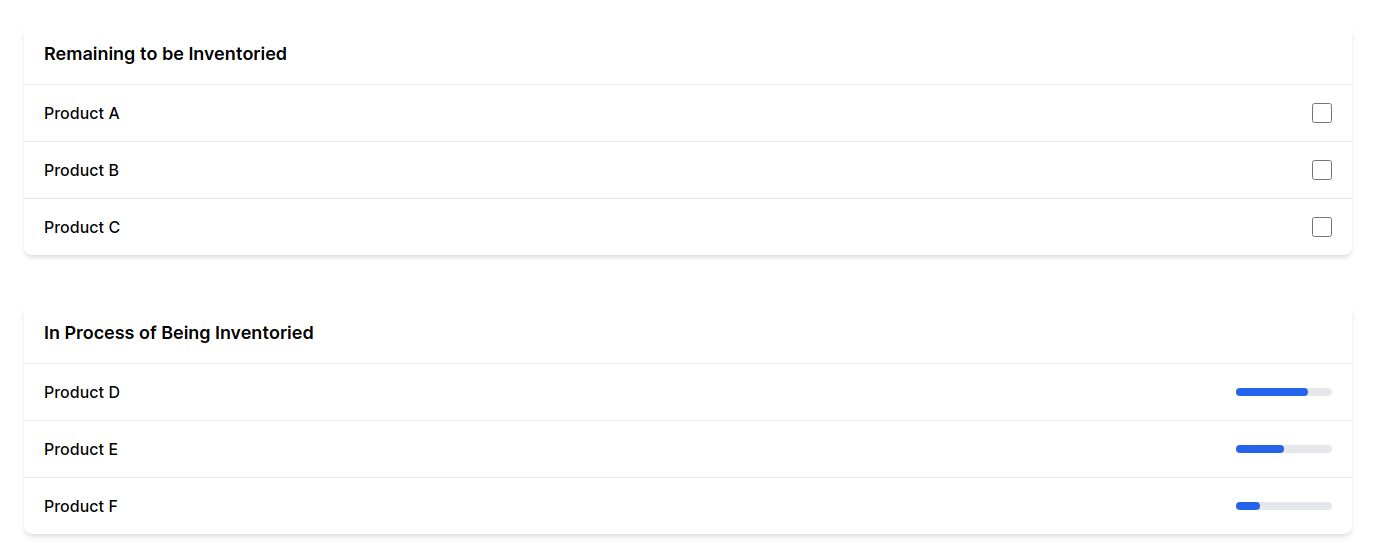 Remaining to be Inventoried
Product A
Product B
Product C
In Process of Being Inventoried
Product D
Product E
Product F